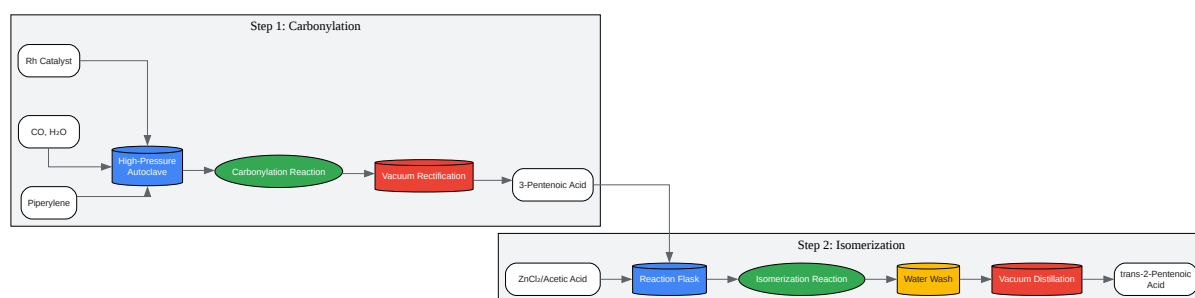 Step 1: Carbonylation
Rh Catalyst
CO, H₂O
High-Pressure
Autoclave
Carbonylation Reaction
Vacuum Rectification
3-Pentenoic Acid
Piperylene
Step 2: Isomerization
ZnCl₂/Acetic Acid
Reaction Flask
Isomerization Reaction
Water Wash
Vacuum Distillation
trans-2-Pentenoic
Acid